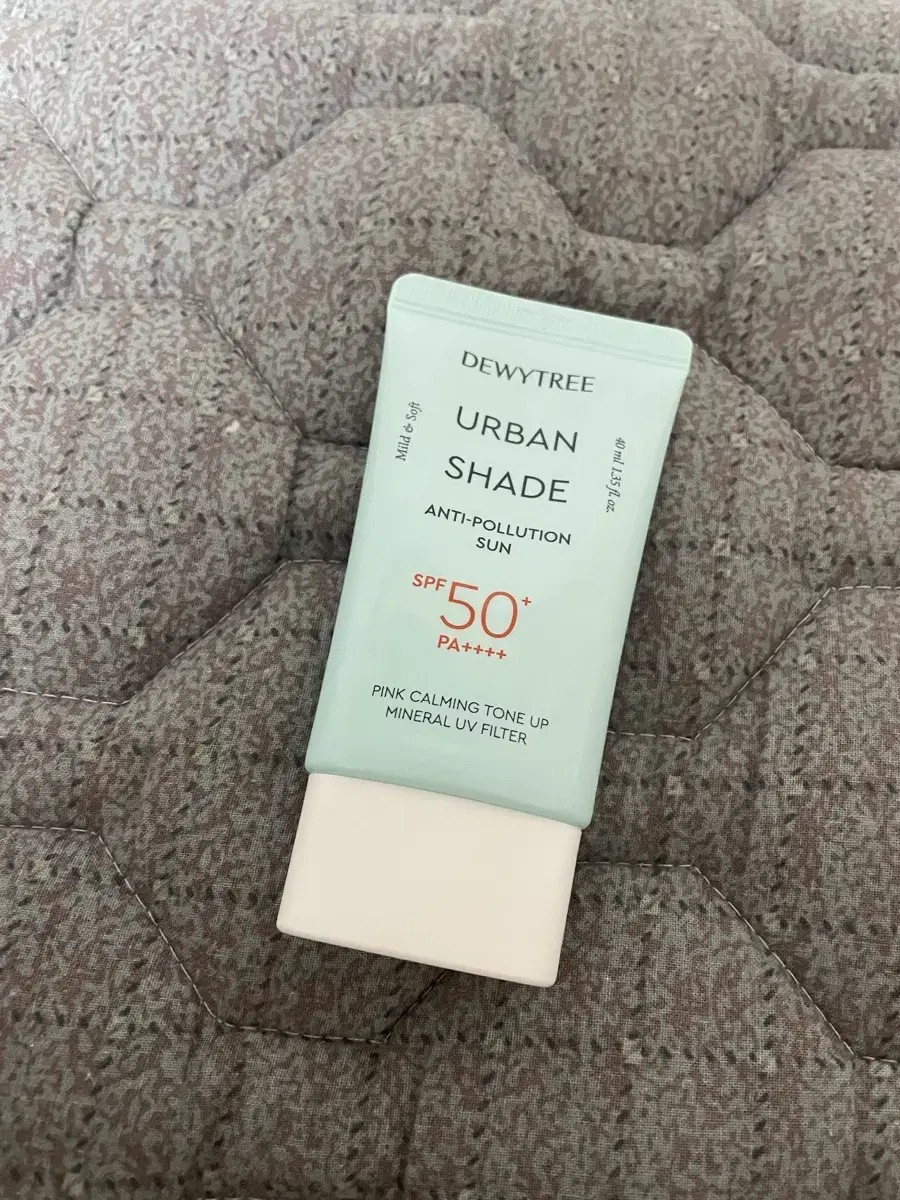 DEWYTREE
Mild & Soft
URBAN
SHADE
40 ml 1.35 fl. oz.
ANTI-POLLUTION
SUN
SPF 50+
PA++++
PINK CALMING TONE UP
MINERAL UV FILTER